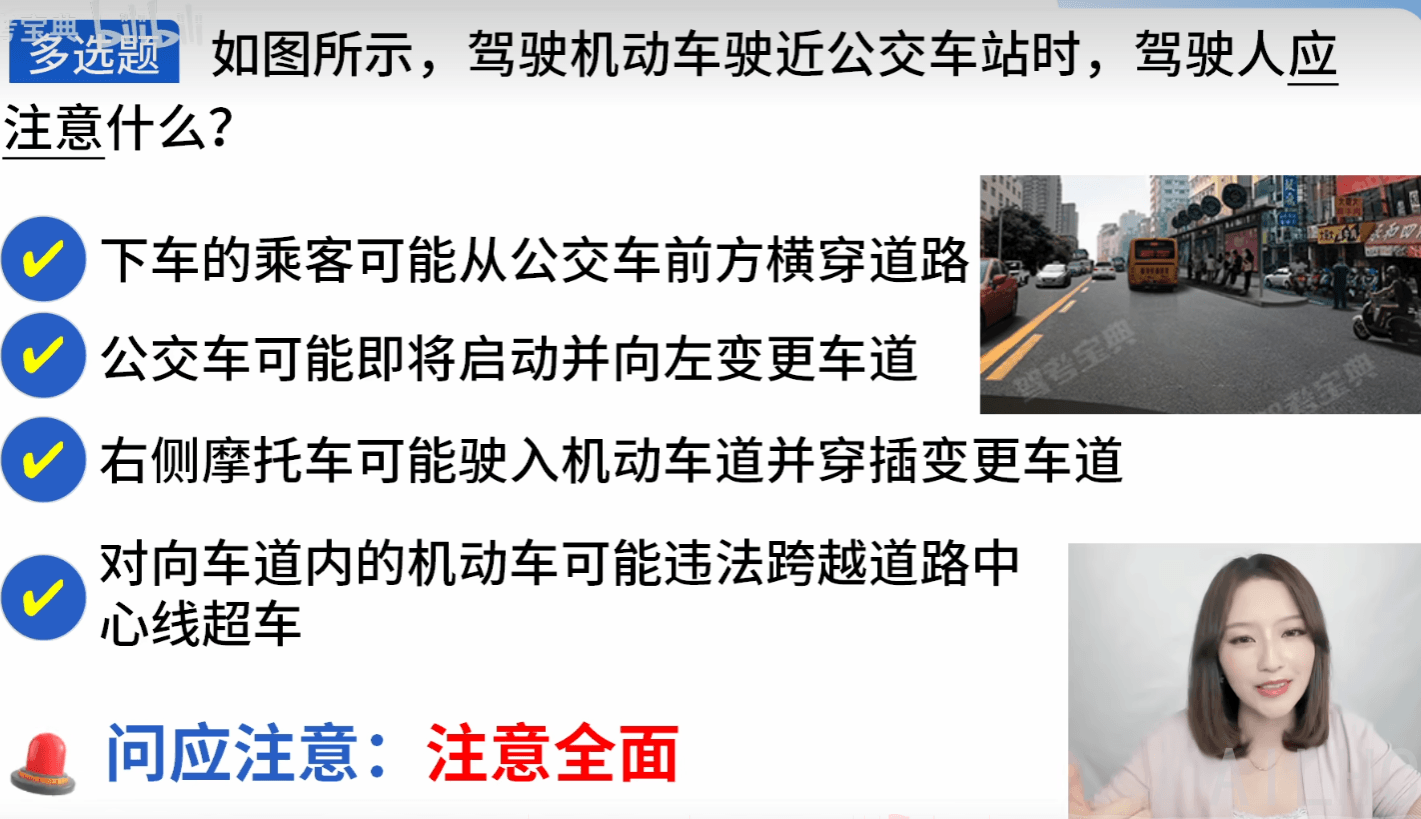 多选题 如图所示，驾驶机动车驶近公交车站时，驾驶人应
注意什么？
下车的乘客可能从公交车前方横穿道路
公交车可能即将启动并向左变更车道
右侧摩托车可能驶入机动车道并穿插变更车道
对向车道内的机动车可能违法跨越道路中
心线超车
问应注意：注意全面
驾考宝典
驾考宝典